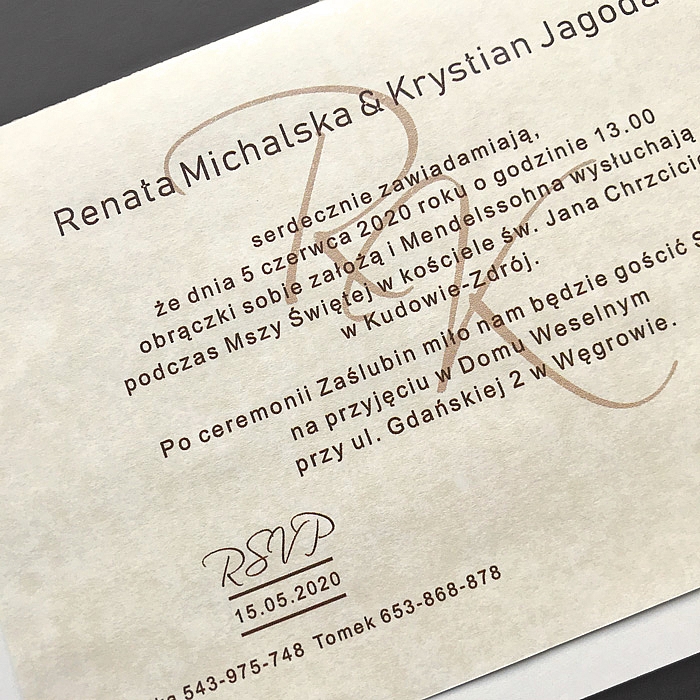 Renata Michalska & Krystian Jagoda
serdecznie zawiadamiają,
że dnia 5 czerwca 2020 roku o godzinie 13.00
obrączki sobie założą i Mendelssohna wysłuchają
podczas Mszy Świętej w kościele św. Jana
w Kudowie-Zdrój.
Po ceremonii Zaślubin miło nam będzie gościć
na przyjęciu w Domu Weselnym
przy ul. Gdańskiej 2 w Węgrowie.
R&K
RSVP
15.05.2020
543-975-748 Tomek 653-868-878